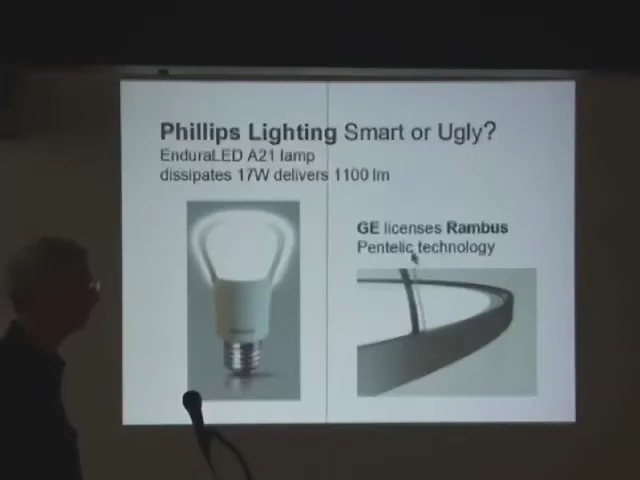 Phillips Lighting Smart or Ugly?
EnduraLED A21 lamp
dissipates 17W delivers 1100 lm
GE licenses Rambus
Pentelic technology